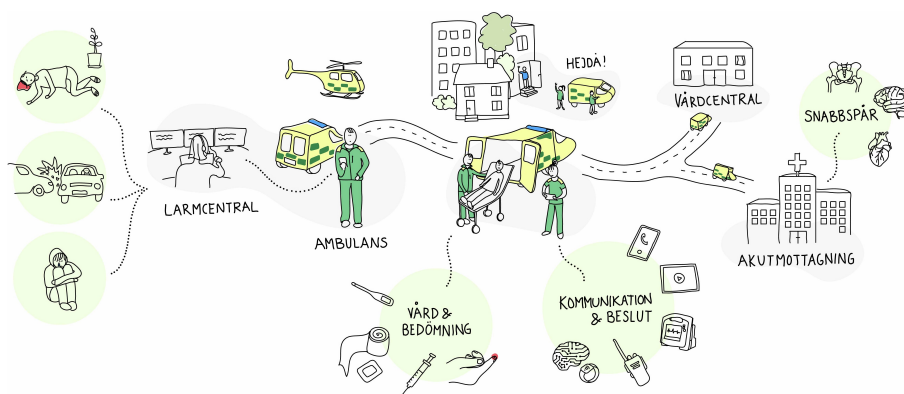 HEJDÅ!
VÅRDCENTRAL
SNABBSPÅR
LARMCENTRAL
AMBULANS
AKUTMOTTAGNING
VÅRD &
BEDÖMNING
KOMMUNIKATION
& BESLUT